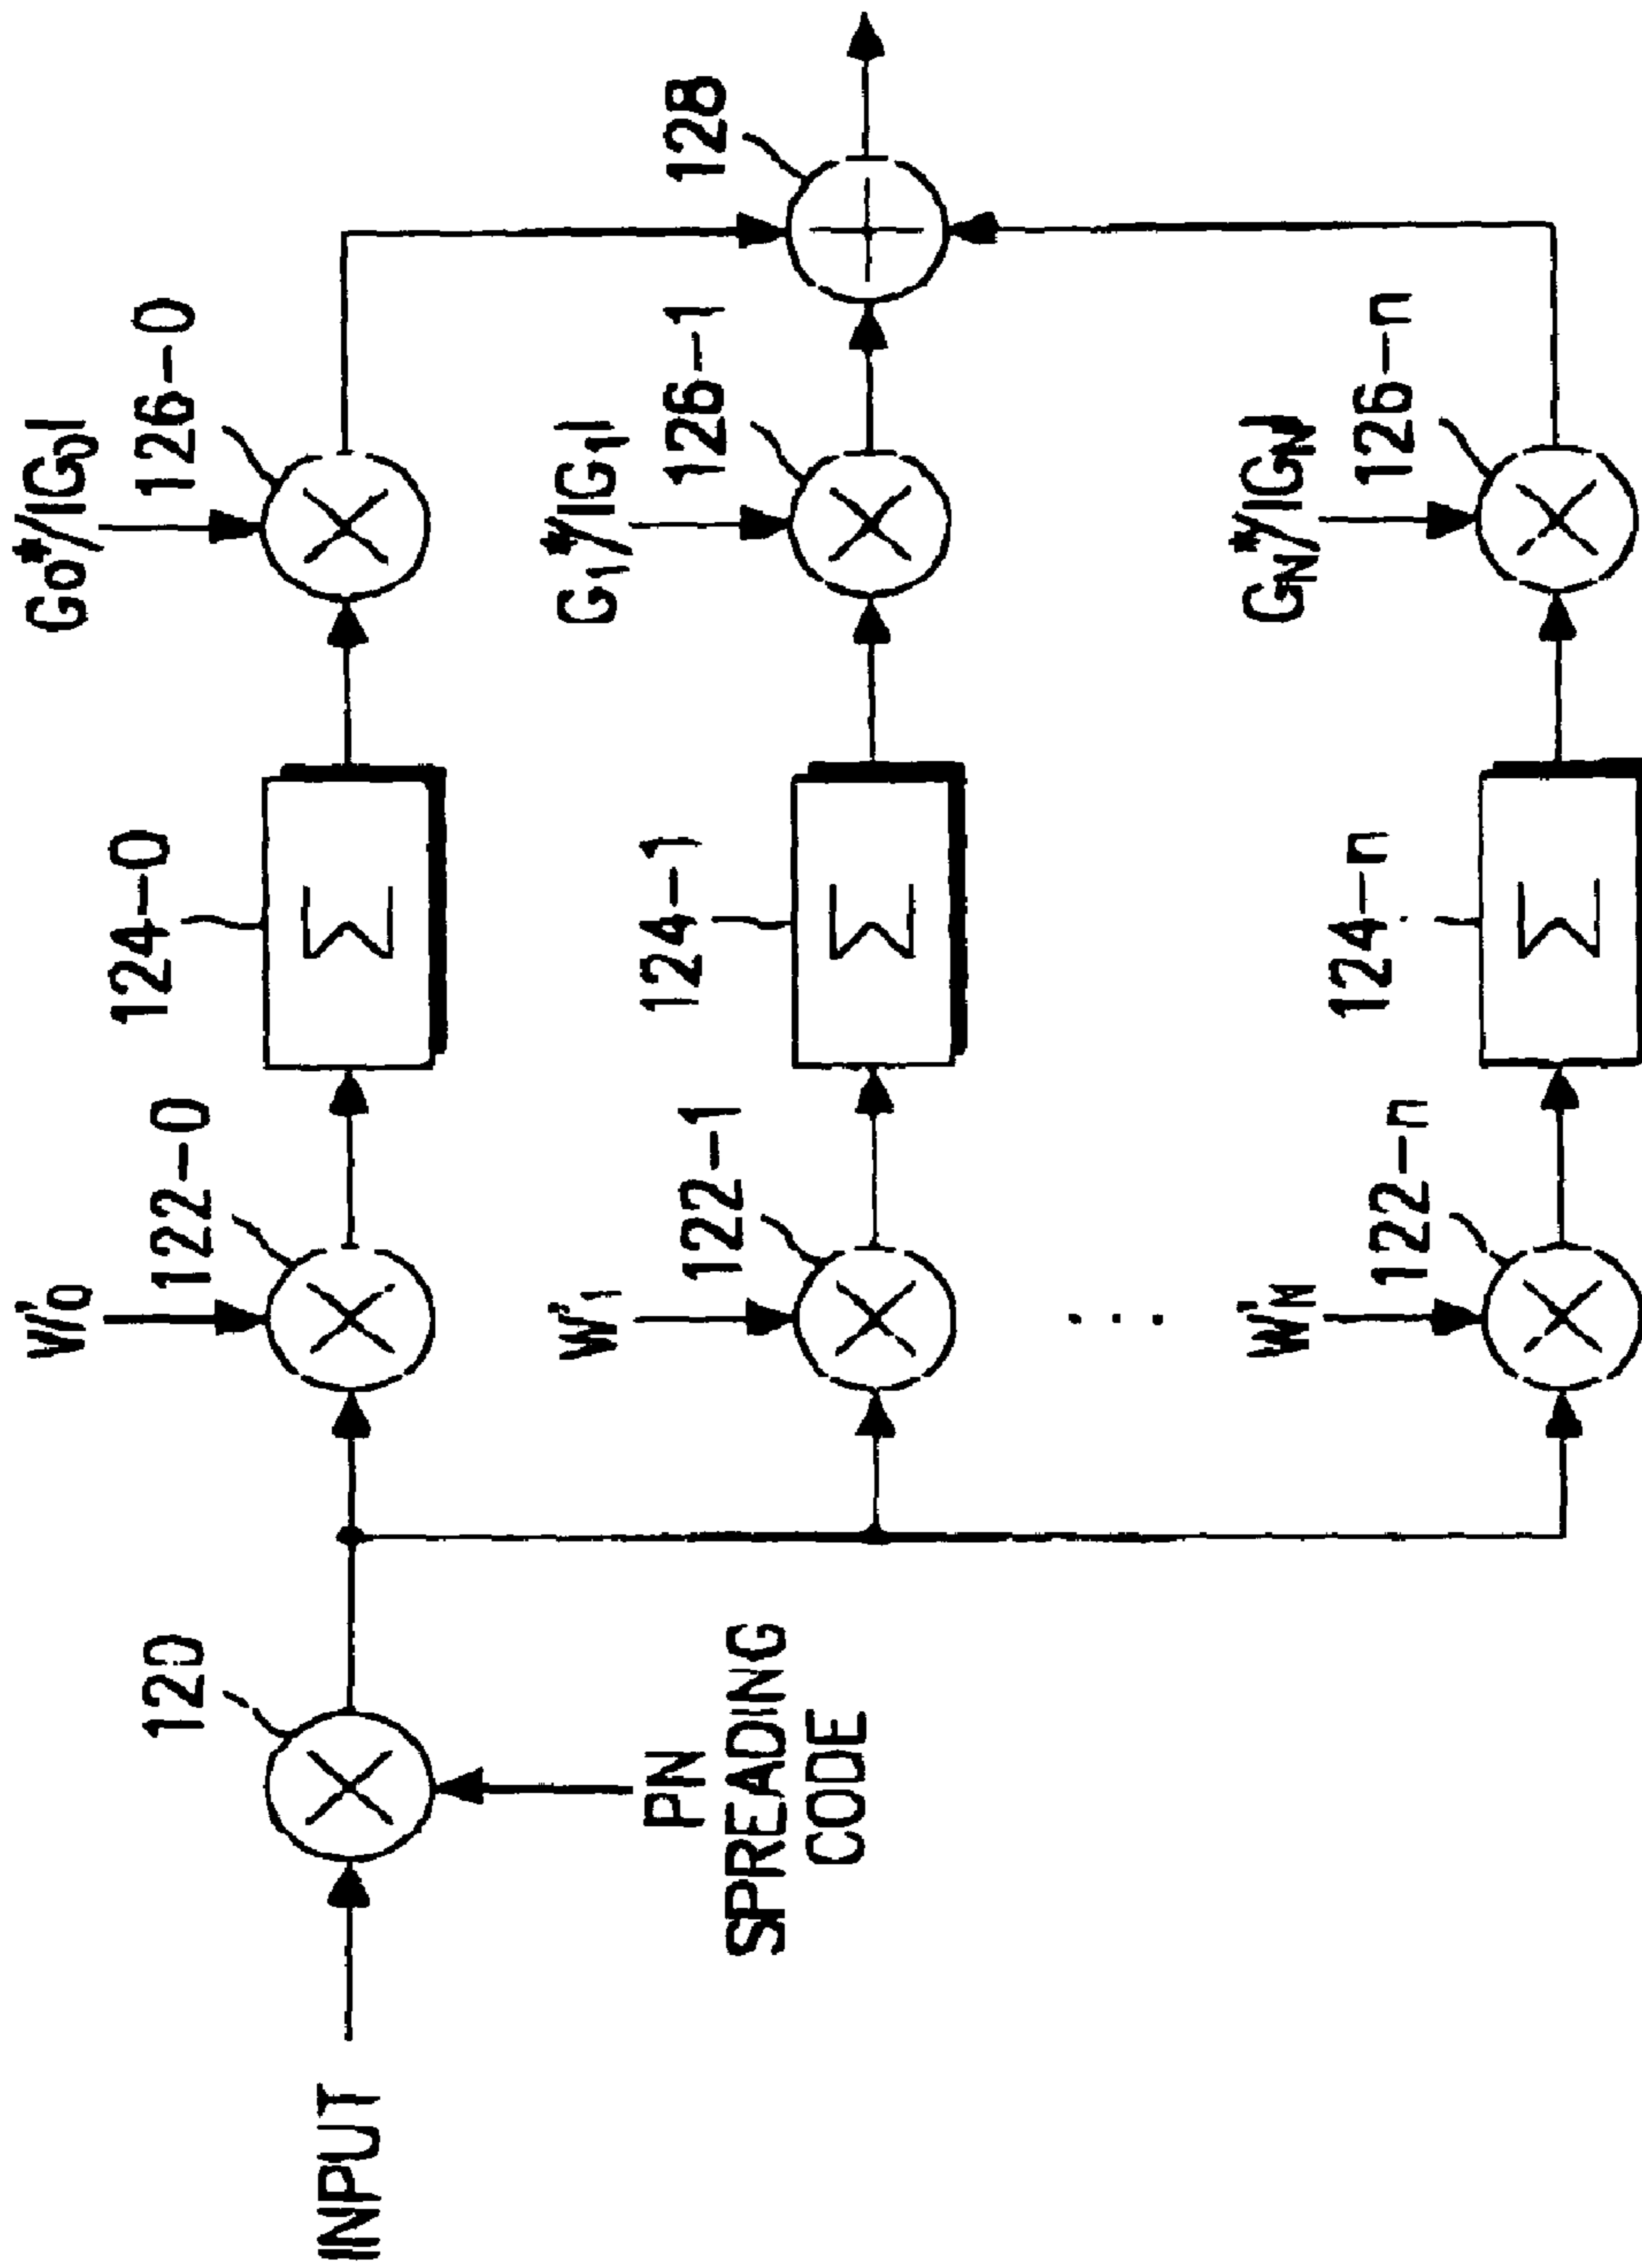 INPUT
120
PN
SPREADING
CODE
W'0
122-0
124-0
Σ
G0*/|G0|
126-0
W'1
122-1
124-1
Σ
G1*/|G1|
126-1
128
. . .
W'M
122-n
124-n
Σ
GN*/|GN|
126-n